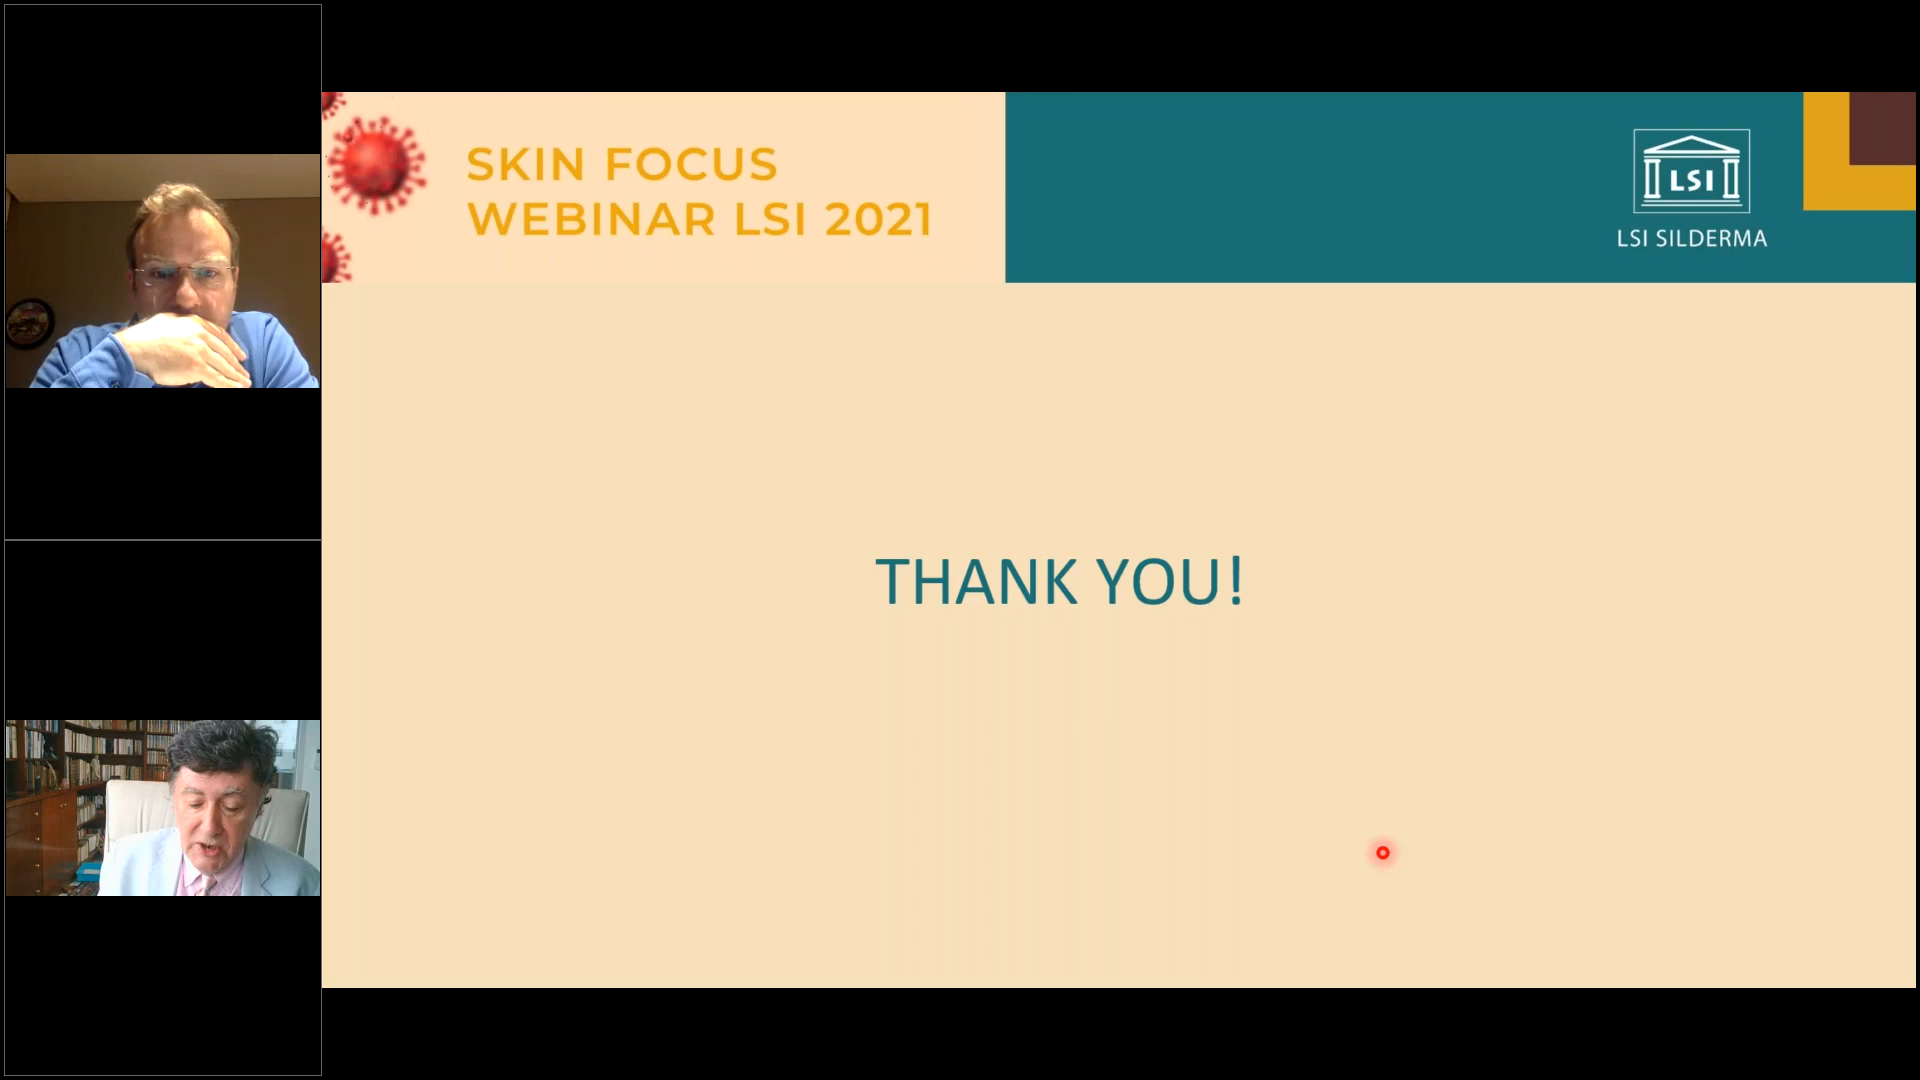 SKIN FOCUS
WEBINAR LSI 2021
LSI
LSI SILDERMA
THANK YOU!